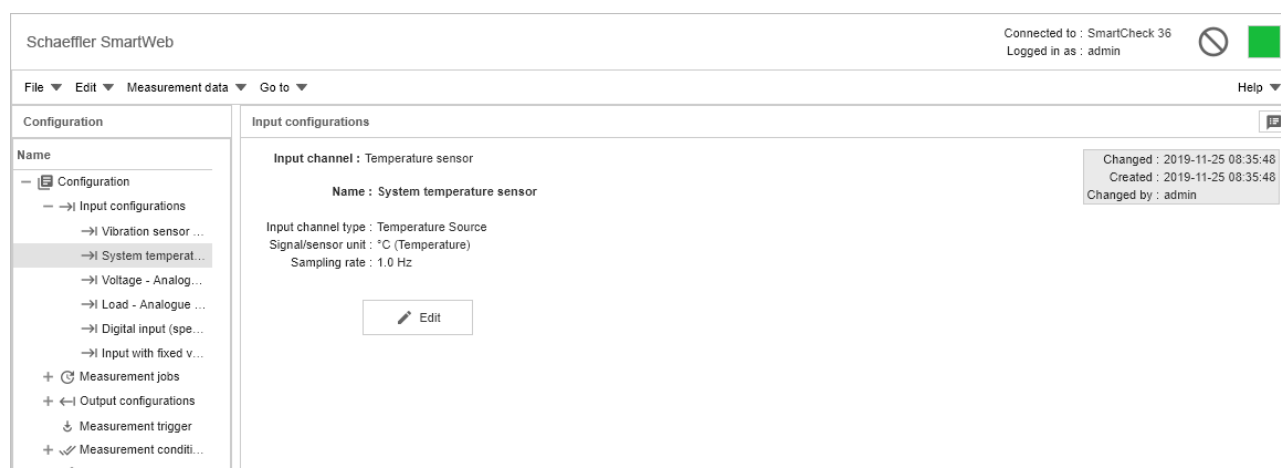 Schaeffler SmartWeb
Connected to : SmartCheck 36
Logged in as : admin
File Edit Measurement data Go to Help
Configuration
Input configurations
Name
Configuration
Input configurations
Vibration sensor ...
System temperat...
Voltage - Analog...
Load - Analogue ...
Digital input (spe...
Input with fixed v...
Measurement jobs
Output configurations
Measurement trigger
Measurement conditi...
Input channel : Temperature sensor
Name : System temperature sensor
Input channel type : Temperature Source
Signal/sensor unit : °C (Temperature)
Sampling rate : 1.0 Hz
Edit
Changed : 2019-11-25 08:35:48
Created : 2019-11-25 08:35:48
Changed by : admin